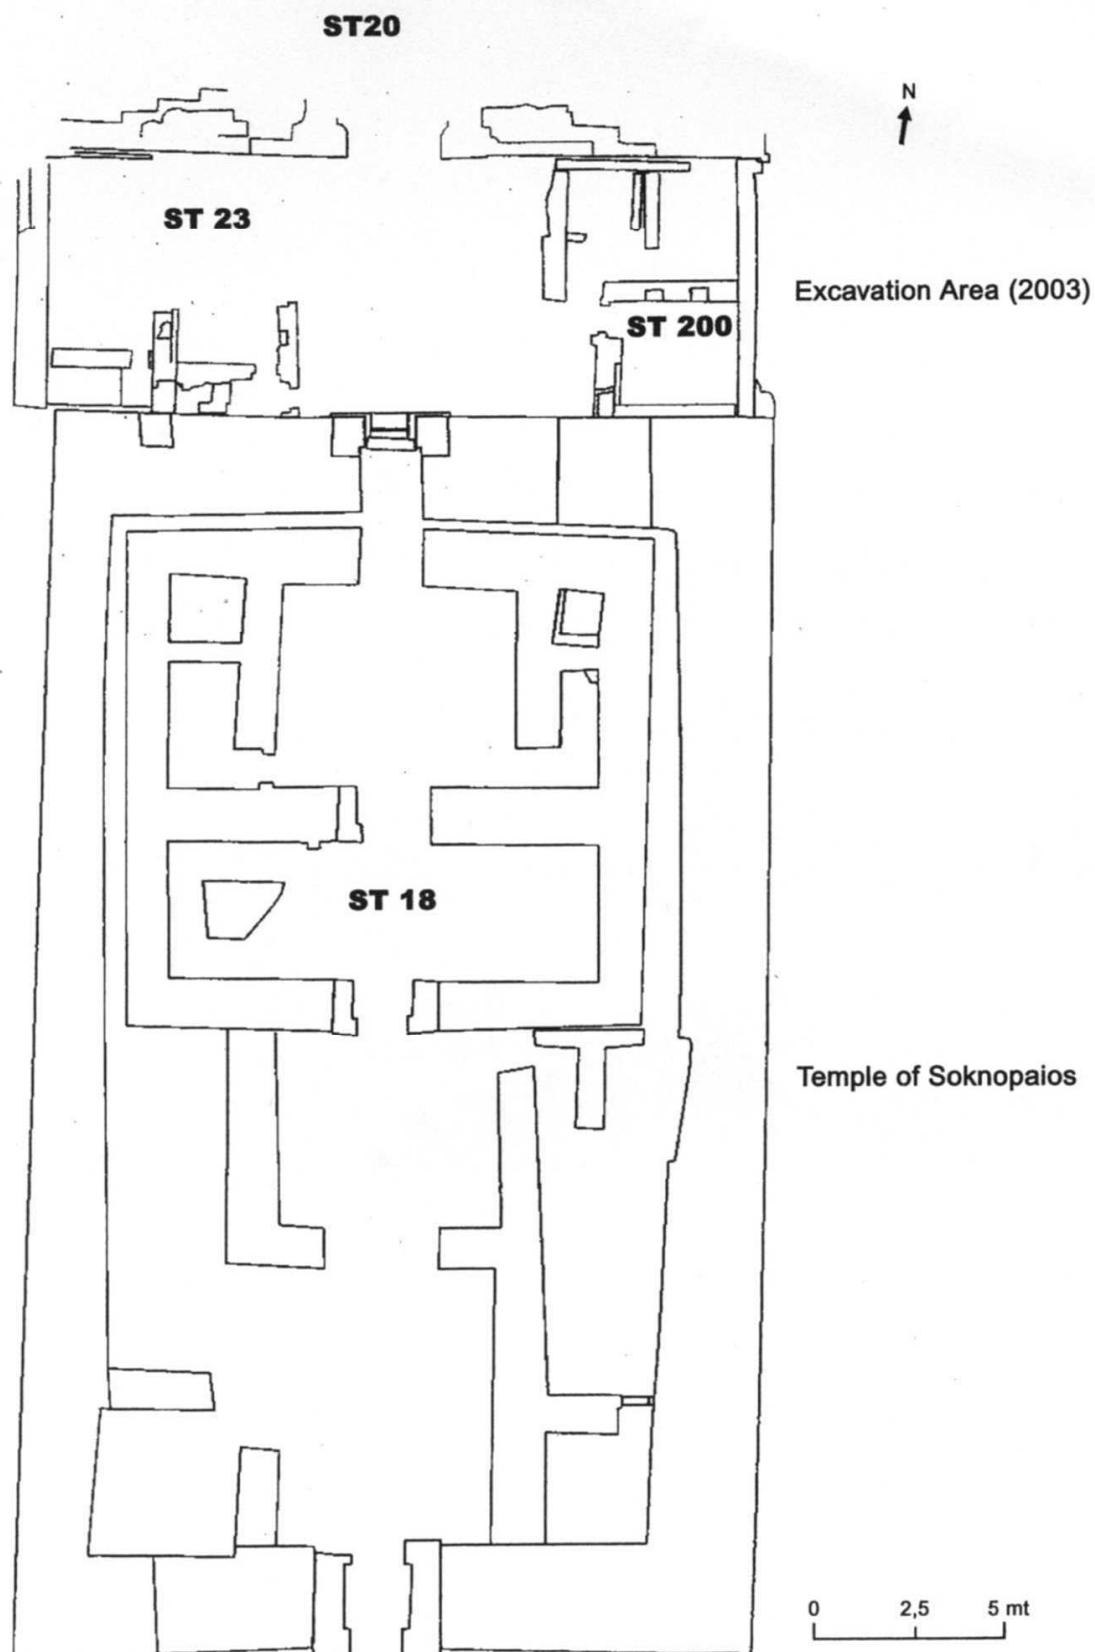 ST20
N
ST 23
Excavation Area (2003)
ST 200
ST 18
Temple of Soknopaios
0 2,5 5 mt